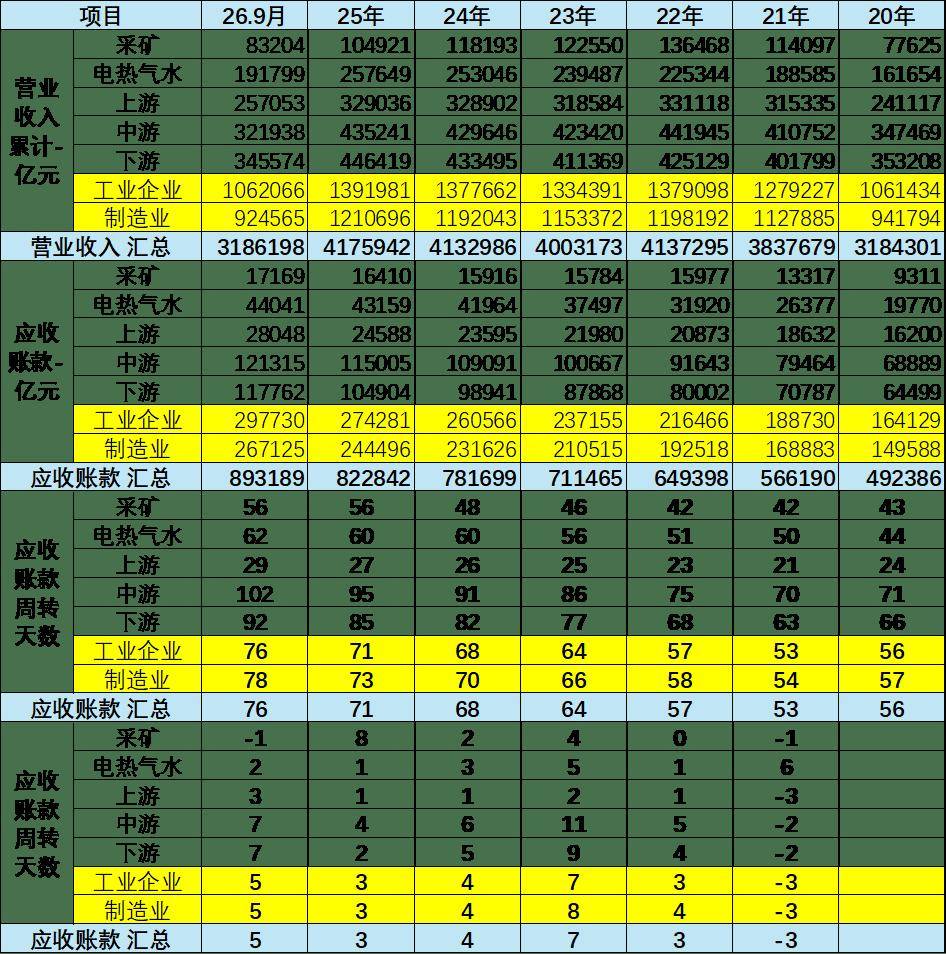 项目 26.9月 25年 24年 23年 22年 21年 20年
营业收入累计-亿元
采矿 83204 104921 118193 122550 136468 114097 77625
电热气水 191799 257649 253046 239487 225344 188585 161654
上游 257053 329036 328902 318584 331118 315335 241117
中游 321938 435241 429646 423420 441945 410752 347469
下游 345574 446419 433495 411369 425129 401799 353208
工业企业 1062066 1391981 1377662 1334391 1379098 1279227 1061434
制造业 924565 1210696 1192043 1153372 1198192 1127885 941794
营业收入 汇总 3186198 4175942 4132986 4003173 4137295 3837679 3184301
应收账款-亿元
采矿 17169 16410 15916 15784 15977 13317 9311
电热气水 44041 43159 41964 37497 31920 26377 19770
上游 28048 24588 23595 21980 20873 18632 16200
中游 121315 115005 109091 100667 91643 79464 68889
下游 117762 104904 98941 87868 80002 70787 64499
工业企业 297730 274281 260566 237155 216466 188730 164129
制造业 267125 244496 231626 210515 192518 168883 149588
应收账款 汇总 893189 822842 781699 711465 649398 566190 492386
应收账款周转天数
采矿 56 56 48 46 42 42 43
电热气水 62 60 60 56 51 50 44
上游 29 27 26 25 23 21 24
中游 102 95 91 86 75 70 71
下游 92 85 82 77 68 63 66
工业企业 76 71 68 64 57 53 56
制造业 78 73 70 66 58 54 57
应收账款 汇总 76 71 68 64 57 53 56
应收账款周转天数
采矿 -1 8 2 4 0 -1
电热气水 2 1 3 5 1 6
上游 3 1 1 2 1 -3
中游 7 4 6 11 5 -2
下游 7 2 5 9 4 -2
工业企业 5 3 4 7 3 -3
制造业 5 3 4 8 4 -3
应收账款 汇总 5 3 4 7 3 -3